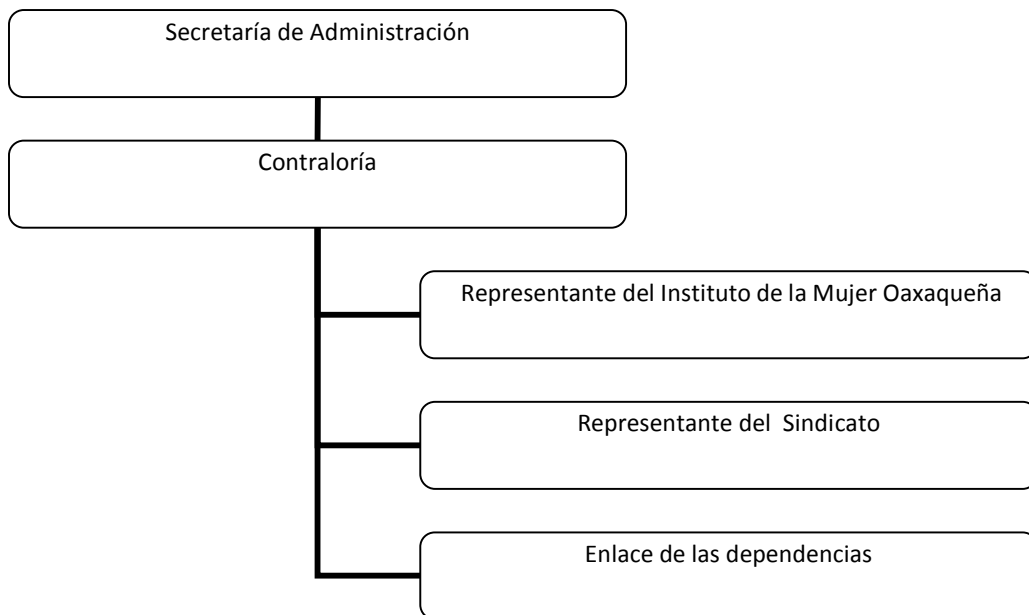 Secretaría de Administración
Contraloría
Representante del Instituto de la Mujer Oaxaqueña
Representante del  Sindicato
Enlace de las dependencias